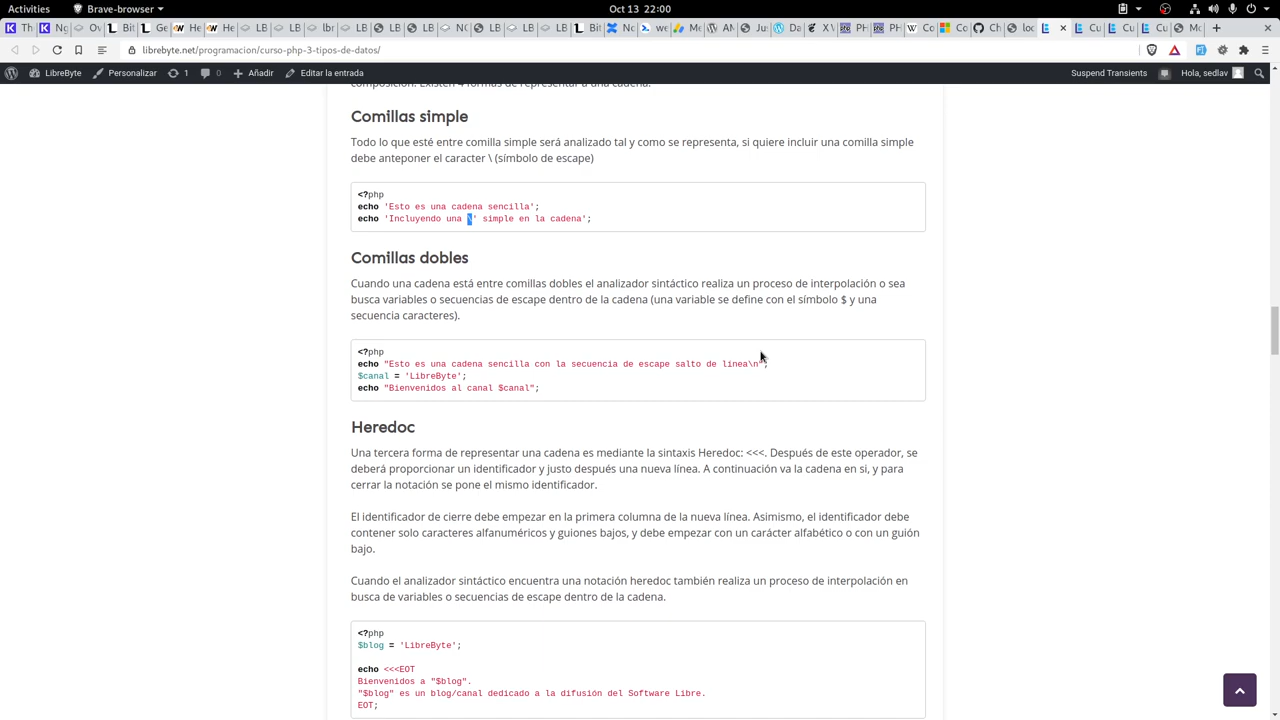 Activities
Brave-browser
Oct 13 22:00
librebyte.net/programacion/curso-php-3-tipos-de-datos/
LibreByte
Personalizar
1
0
Añadir
Editar la entrada
Suspend Transients
Hola, sedlav
composición. Existen 4 formas de representar a una cadena.
Comillas simple
Todo lo que esté entre comilla simple será analizado tal y como se representa, si quiere incluir una comilla simple
debe anteponer el caracter \ (símbolo de escape)
<?php
echo 'Esto es una cadena sencilla';
echo 'Incluyendo una \' simple en la cadena';
Comillas dobles
Cuando una cadena está entre comillas dobles el analizador sintáctico realiza un proceso de interpolación o sea
busca variables o secuencias de escape dentro de la cadena (una variable se define con el símbolo $ y una
secuencia caracteres).
<?php
echo "Esto es una cadena sencilla con la secuencia de escape salto de línea\n";
$canal = 'LibreByte';
echo "Bienvenidos al canal $canal";
Heredoc
Una tercera forma de representar una cadena es mediante la sintaxis Heredoc: <<<. Después de este operador, se
deberá proporcionar un identificador y justo después una nueva línea. A continuación va la cadena en si, y para
cerrar la notación se pone el mismo identificador.
El identificador de cierre debe empezar en la primera columna de la nueva línea. Asimismo, el identificador debe
contener solo caracteres alfanuméricos y guiones bajos, y debe empezar con un carácter alfabético o con un guión
bajo.
Cuando el analizador sintáctico encuentra una notación heredoc también realiza un proceso de interpolación en
busca de variables o secuencias de escape dentro de la cadena.
<?php
$blog = 'LibreByte';
echo <<<EOT
Bienvenidos a "$blog".
"$blog" es un blog/canal dedicado a la difusión del Software Libre.
EOT;